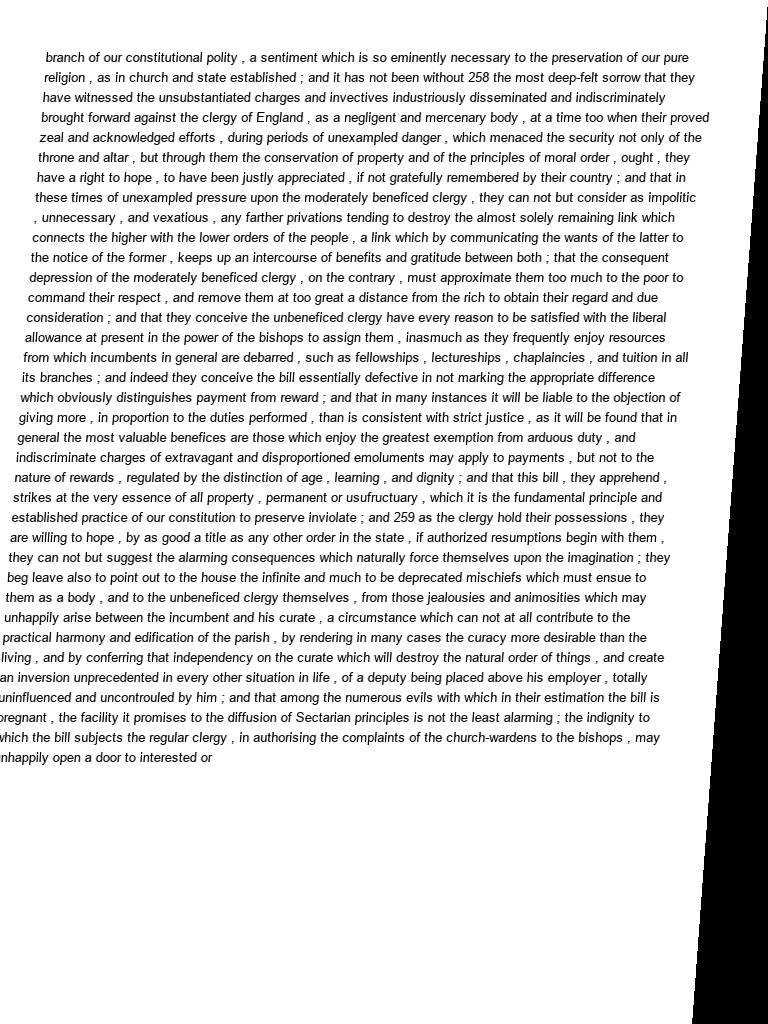 branch of our constitutional polity , a sentiment which is so eminently necessary to the preservation of our pure
religion , as in church and state established ; and it has not been without 258 the most deep-felt sorrow that they
have witnessed the unsubstantiated charges and invectives industriously disseminated and indiscriminately
brought forward against the clergy of England , as a negligent and mercenary body , at a time too when their proved
zeal and acknowledged efforts , during periods of unexampled danger , which menaced the security not only of the
throne and altar , but through them the conservation of property and of the principles of moral order , ought , they
have a right to hope , to have been justly appreciated , if not gratefully remembered by their country ; and that in
these times of unexampled pressure upon the moderately beneficed clergy , they can not but consider as impolitic
, unnecessary , and vexatious , any farther privations tending to destroy the almost solely remaining link which
connects the higher with the lower orders of the people , a link which by communicating the wants of the latter to
the notice of the former , keeps up an intercourse of benefits and gratitude between both ; that the consequent
depression of the moderately beneficed clergy , on the contrary , must approximate them too much to the poor to
command their respect , and remove them at too great a distance from the rich to obtain their regard and due
consideration ; and that they conceive the unbeneficed clergy have every reason to be satisfied with the liberal
allowance at present in the power of the bishops to assign them , inasmuch as they frequently enjoy resources
from which incumbents in general are debarred , such as fellowships , lectureships , chaplaincies , and tuition in all
its branches ; and indeed they conceive the bill essentially defective in not marking the appropriate difference
which obviously distinguishes payment from reward ; and that in many instances it will be liable to the objection of
giving more , in proportion to the duties performed , than is consistent with strict justice , as it will be found that in
general the most valuable benefices are those which enjoy the greatest exemption from arduous duty , and
indiscriminate charges of extravagant and disproportioned emoluments may apply to payments , but not to the
nature of rewards , regulated by the distinction of age , learning , and dignity ; and that this bill , they apprehend ,
strikes at the very essence of all property , permanent or usufructuary , which it is the fundamental principle and
established practice of our constitution to preserve inviolate ; and 259 as the clergy hold their possessions , they
are willing to hope , by as good a title as any other order in the state , if authorized resumptions begin with them ,
they can not but suggest the alarming consequences which naturally force themselves upon the imagination ; they
beg leave also to point out to the house the infinite and much to be deprecated mischiefs which must ensue to
them as a body , and to the unbeneficed clergy themselves , from those jealousies and animosities which may
unhappily arise between the incumbent and his curate , a circumstance which can not at all contribute to the
practical harmony and edification of the parish , by rendering in many cases the curacy more desirable than the
living , and by conferring that independency on the curate which will destroy the natural order of things , and create
an inversion unprecedented in every other situation in life , of a deputy being placed above his employer , totally
uninfluenced and uncontrouled by him ; and that among the numerous evils with which in their estimation the bill is
pregnant , the facility it promises to the diffusion of Sectarian principles is not the least alarming ; the indignity to
which the bill subjects the regular clergy , in authorising the complaints of the church-wardens to the bishops , may
unhappily open a door to interested or